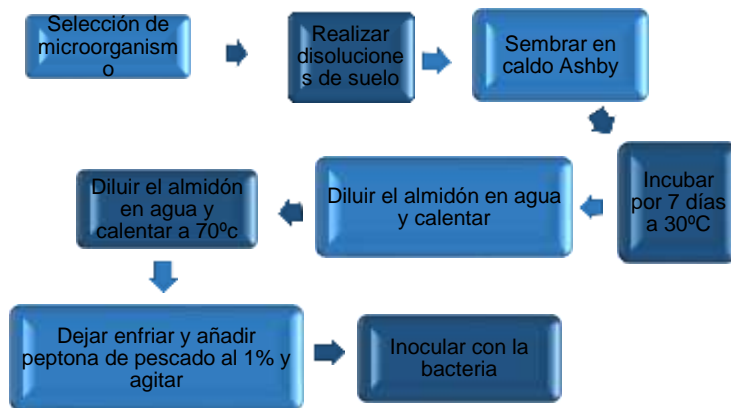 Selección de
microorganism
o
Realizar
disolucione
s de suelo
Sembrar en
caldo Ashby
Incubar
por 7 días
a 30ºC
Diluir el almidón en agua
y calentar
Diluir el almidón
en agua y
calentar a 70ºc
Dejar enfriar y añadir
peptona de pescado al 1% y
agitar
Inocular con la
bacteria